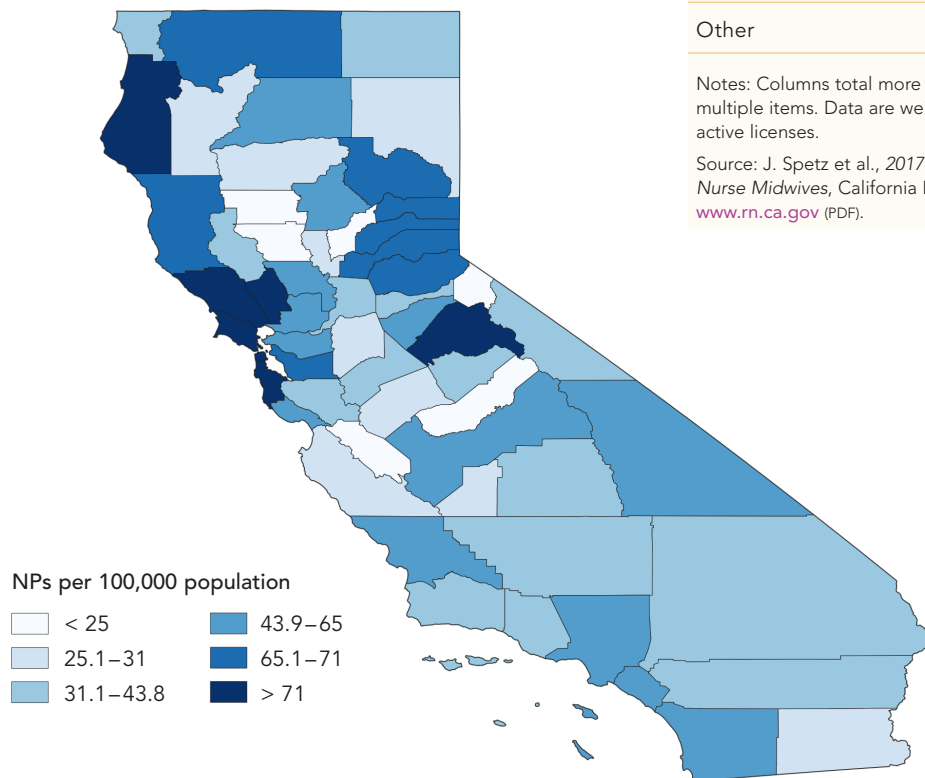 Other
Notes: Columns total more
multiple items. Data are we
active licenses.
Source: J. Spetz et al., 2017
Nurse Midwives, California
www.rn.ca.gov (PDF).
NPs per 100,000 population
< 25
25.1–31
31.1–43.8
43.9–65
65.1–71
> 71